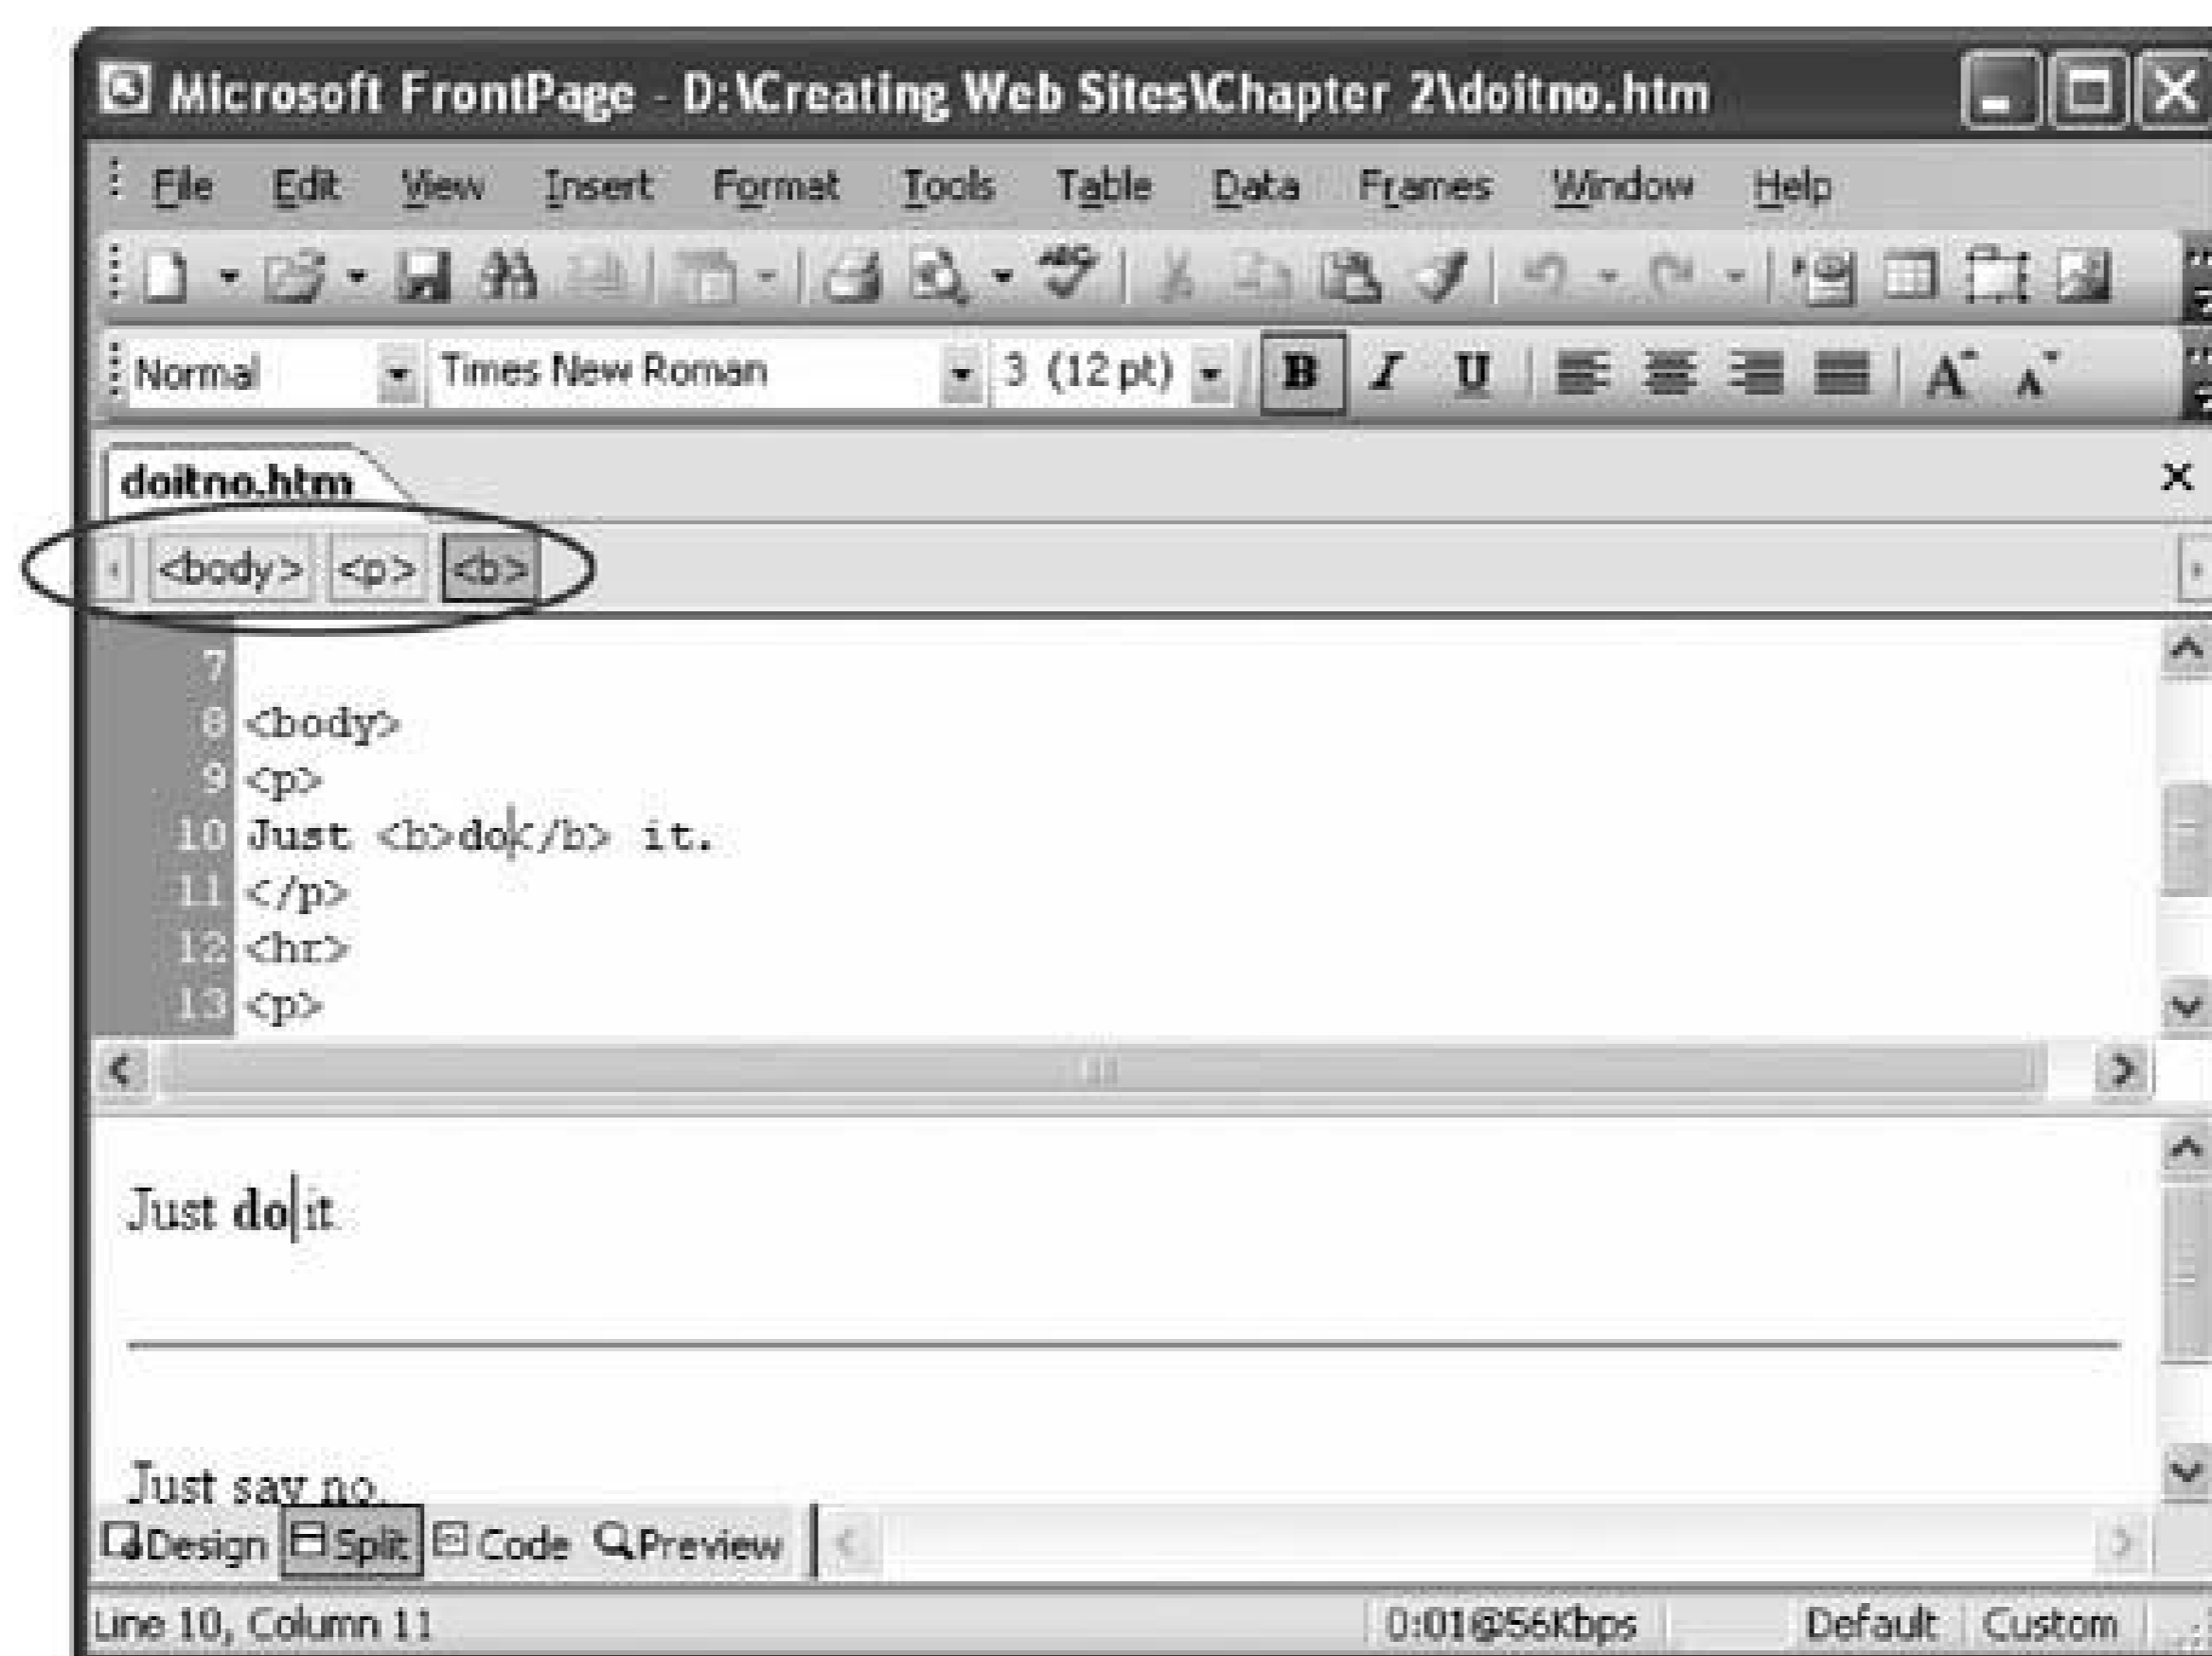 Microsoft FrontPage - D:\Creating Web Sites\Chapter 2\doitno.htm
File Edit View Insert Format Tools Table Data Frames Window Help
Normal Times New Roman 3 (12 pt) B I U A A
doitno.htm
<body> <p> <b>
7
8 <body>
9 <p>
10 Just <b>do</b> it.
11 </p>
12 <hr>
13 <p>
Just do it.
Just say no.
Design Split Code Preview
Line 10, Column 11 0:01@56Kbps Default Custom